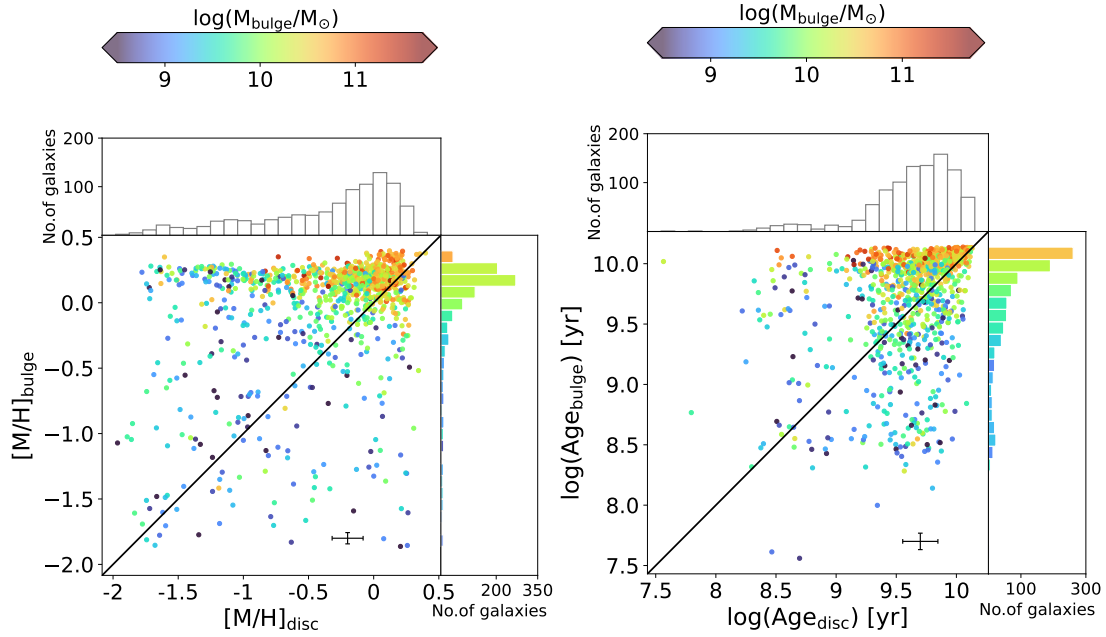 log(M_bulge/M_⊙)
9 10 11
No.of galaxies
200
100
[M/H]_bulge
0.5
0.0
−0.5
−1.0
−1.5
−2.0
-2 -1.5 -1 -0.5 0 0.5
[M/H]_disc
200 350
No.of galaxies
log(M_bulge/M_⊙)
9 10 11
No.of galaxies
200
100
log(Age_bulge) [yr]
10.0
9.5
9.0
8.5
8.0
7.5
7.5 8 8.5 9 9.5 10
log(Age_disc) [yr]
100 300
No.of galaxies